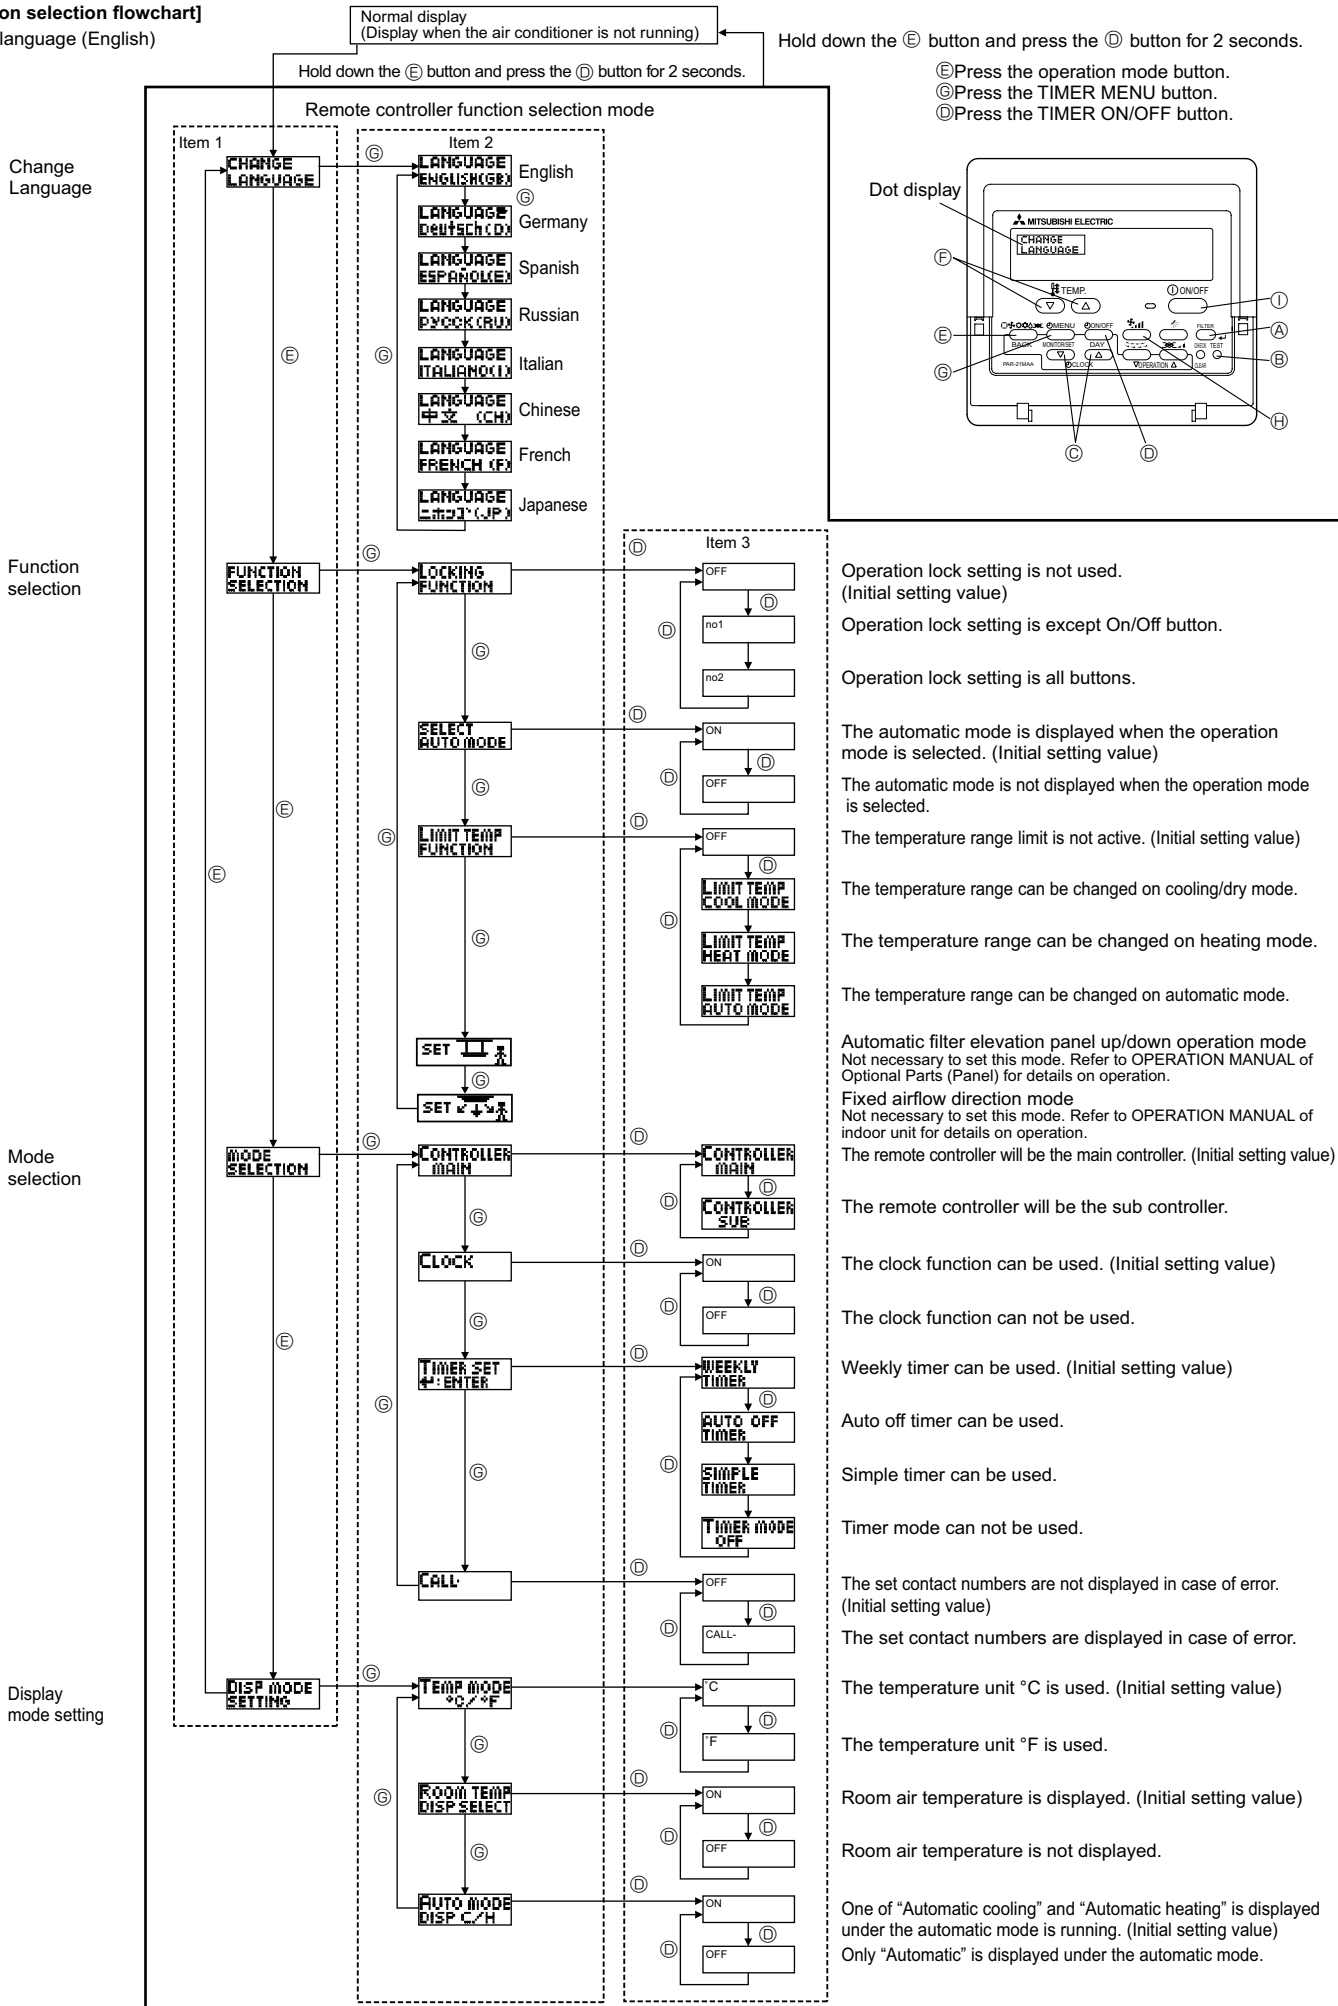 on selection flowchart]
language (English)
Normal display
(Display when the air conditioner is not running)
Hold down the Ⓔ button and press the Ⓓ button for 2 seconds.
Hold down the Ⓔ button and press the Ⓓ button for 2 seconds.
ⒺPress the operation mode button.
ⒼPress the TIMER MENU button.
ⒹPress the TIMER ON/OFF button.
Remote controller function selection mode
Item 1
Item 2
Change
Language
CHANGE
LANGUAGE
Ⓖ
LANGUAGE
ENGLISH(GB)
English
Ⓖ
LANGUAGE
Deutsch(D)
Germany
LANGUAGE
ESPAÑOL(E)
Spanish
LANGUAGE
РУССК(RU)
Russian
Ⓔ
Ⓖ
LANGUAGE
ITALIANO(I)
Italian
LANGUAGE
中文 (CH)
Chinese
LANGUAGE
FRENCH (F)
French
LANGUAGE
ニホンゴ(JP)
Japanese
Dot display
MITSUBISHI ELECTRIC
CHANGE
LANGUAGE
Ⓕ
TEMP.
ON/OFF
Ⓘ
Ⓔ
MENU
ON/OFF
FILTER
Ⓐ
BACK
MONITOR/SET
DAY
CHECK TEST
Ⓑ
Ⓖ
PAR-21MAA
CLOCK
OPERATION
CLEAR
Ⓗ
Ⓒ
Ⓓ
Item 3
Function
selection
FUNCTION
SELECTION
Ⓖ
LOCKING
FUNCTION
Ⓓ
OFF
Operation lock setting is not used.
(Initial setting value)
Ⓓ
Ⓓ
no1
Operation lock setting is except On/Off button.
Ⓖ
no2
Operation lock setting is all buttons.
SELECT
AUTO MODE
Ⓓ
ON
The automatic mode is displayed when the operation
mode is selected. (Initial setting value)
Ⓓ
Ⓓ
Ⓖ
OFF
The automatic mode is not displayed when the operation mode
is selected.
Ⓔ
Ⓖ
LIMIT TEMP
FUNCTION
Ⓓ
OFF
The temperature range limit is not active. (Initial setting value)
Ⓔ
Ⓓ
LIMIT TEMP
COOL MODE
The temperature range can be changed on cooling/dry mode.
Ⓓ
Ⓖ
LIMIT TEMP
HEAT MODE
The temperature range can be changed on heating mode.
LIMIT TEMP
AUTO MODE
The temperature range can be changed on automatic mode.
SET
Automatic filter elevation panel up/down operation mode
Not necessary to set this mode. Refer to OPERATION MANUAL of
Optional Parts (Panel) for details on operation.
Ⓖ
SET
Fixed airflow direction mode
Not necessary to set this mode. Refer to OPERATION MANUAL of
indoor unit for details on operation.
Mode
selection
MODE
SELECTION
Ⓖ
CONTROLLER
MAIN
Ⓓ
CONTROLLER
MAIN
The remote controller will be the main controller. (Initial setting value)
Ⓓ
Ⓓ
Ⓖ
CONTROLLER
SUB
The remote controller will be the sub controller.
CLOCK
Ⓓ
ON
The clock function can be used. (Initial setting value)
Ⓓ
Ⓓ
Ⓖ
OFF
The clock function can not be used.
Ⓔ
TIMER SET
↵:ENTER
Ⓓ
WEEKLY
TIMER
Weekly timer can be used. (Initial setting value)
Ⓖ
Ⓓ
AUTO OFF
TIMER
Auto off timer can be used.
Ⓓ
Ⓖ
SIMPLE
TIMER
Simple timer can be used.
TIMER MODE
OFF
Timer mode can not be used.
CALL-
Ⓓ
OFF
The set contact numbers are not displayed in case of error.
(Initial setting value)
Ⓓ
Ⓓ
CALL-
The set contact numbers are displayed in case of error.
Display
mode setting
DISP MODE
SETTING
Ⓖ
TEMP MODE
°C/°F
Ⓓ
°C
The temperature unit °C is used. (Initial setting value)
Ⓓ
Ⓓ
Ⓖ
°F
The temperature unit °F is used.
Ⓖ
ROOM TEMP
DISP SELECT
Ⓓ
ON
Room air temperature is displayed. (Initial setting value)
Ⓓ
Ⓓ
Ⓖ
OFF
Room air temperature is not displayed.
AUTO MODE
DISP C/H
Ⓓ
ON
One of “Automatic cooling” and “Automatic heating” is displayed
under the automatic mode is running. (Initial setting value)
Ⓓ
Ⓓ
OFF
Only “Automatic” is displayed under the automatic mode.